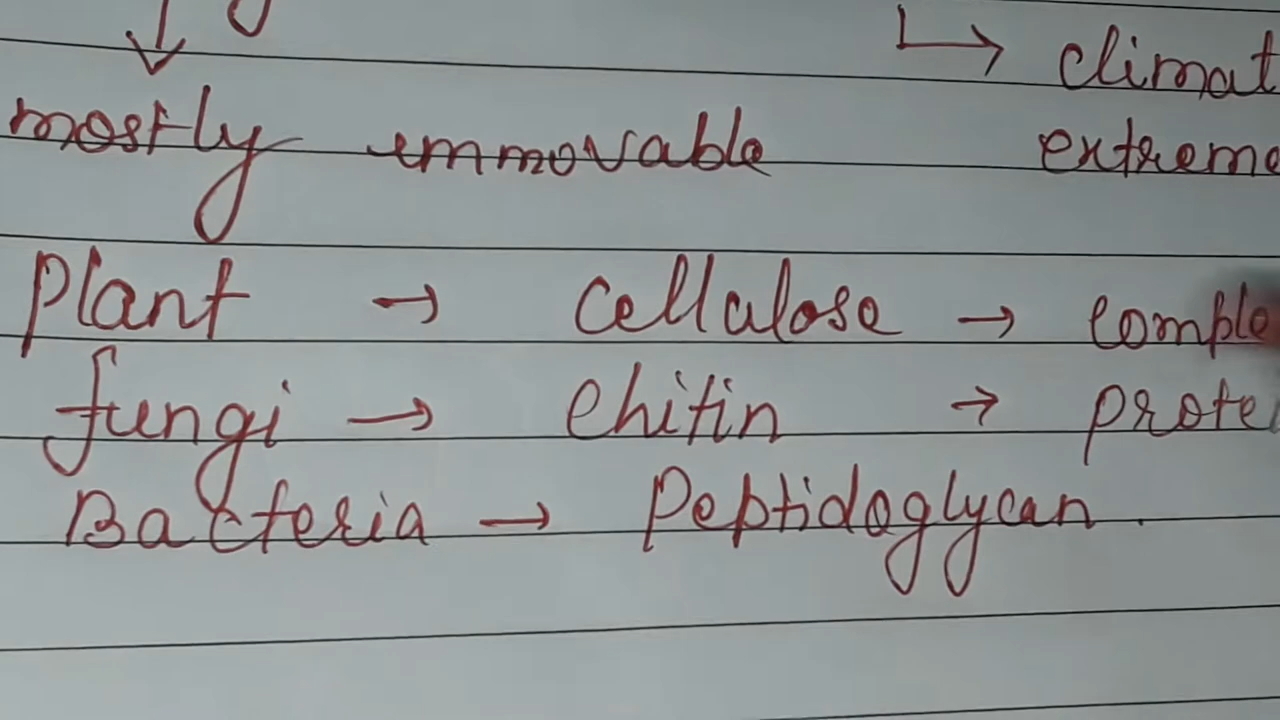 ↳ climat
mostly immovable extreme
Plant → cellulose → comple
fungi → chitin → prote
Bacteria → Peptidoglycan.